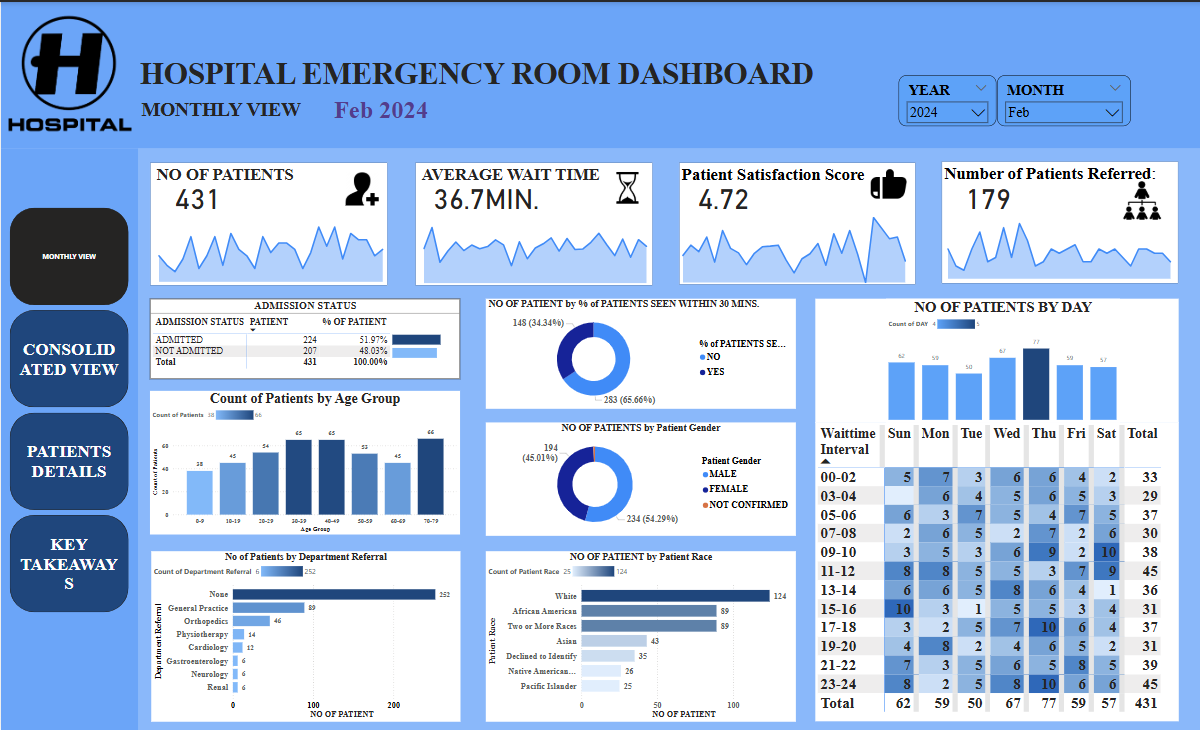 HOSPITAL
HOSPITAL EMERGENCY ROOM DASHBOARD
MONTHLY VIEW Feb 2024
YEAR
2024
MONTH
Feb
MONTHLY VIEW
CONSOLID
ATED VIEW
PATIENTS
DETAILS
KEY
TAKEAWAY
S
NO OF PATIENTS
431
AVERAGE WAIT TIME
36.7MIN.
Patient Satisfaction Score
4.72
Number of Patients Referred:
179
ADMISSION STATUS
ADMISSION STATUS PATIENT % OF PATIENT
ADMITTED 224 51.97%
NOT ADMITTED 207 48.03%
Total 431 100.00%
NO OF PATIENT by % of PATIENTS SEEN WITHIN 30 MINS.
148 (34.34%)
283 (65.66%)
% of PATIENTS SE...
NO
YES
NO OF PATIENTS BY DAY
Count of DAY 4 5
62 59 50 67 77 59 57
Waittime
Interval Sun Mon Tue Wed Thu Fri Sat Total
00-02 5 7 3 6 6 4 2 33
03-04 6 4 5 6 5 3 29
05-06 6 3 7 5 4 7 5 37
07-08 2 6 5 2 7 2 6 30
09-10 3 5 3 6 9 2 10 38
11-12 8 8 5 5 3 7 9 45
13-14 6 6 5 8 6 4 1 36
15-16 10 3 1 5 5 3 4 31
17-18 3 2 5 7 10 6 4 37
19-20 4 8 2 4 6 5 2 31
21-22 7 3 5 6 5 8 5 39
23-24 8 2 5 8 10 6 6 45
Total 62 59 50 67 77 59 57 431
Count of Patients by Age Group
Count of Patients 38 66
Count of Patients
60
40
20
0
38 45 54 65 65 53 45 66
0-9 10-19 20-29 30-39 40-49 50-59 60-69 70-79
Age Group
NO OF PATIENTS by Patient Gender
194
(45.01%)
234 (54.29%)
Patient Gender
MALE
FEMALE
NOT CONFIRMED
No of Patients by Department Referral
Count of Department Referral 6 252
Department Referral
None 252
General Practice 89
Orthopedics 46
Physiotherapy 14
Cardiology 12
Gastroenterology 6
Neurology 6
Renal 6
0 100 200
NO OF PATIENT
NO OF PATIENT by Patient Race
Count of Patient Race 25 124
Patient Race
White 124
African American 89
Two or More Races 89
Asian 43
Declined to Identify 35
Native American... 26
Pacific Islander 25
0 50 100
NO OF PATIENT